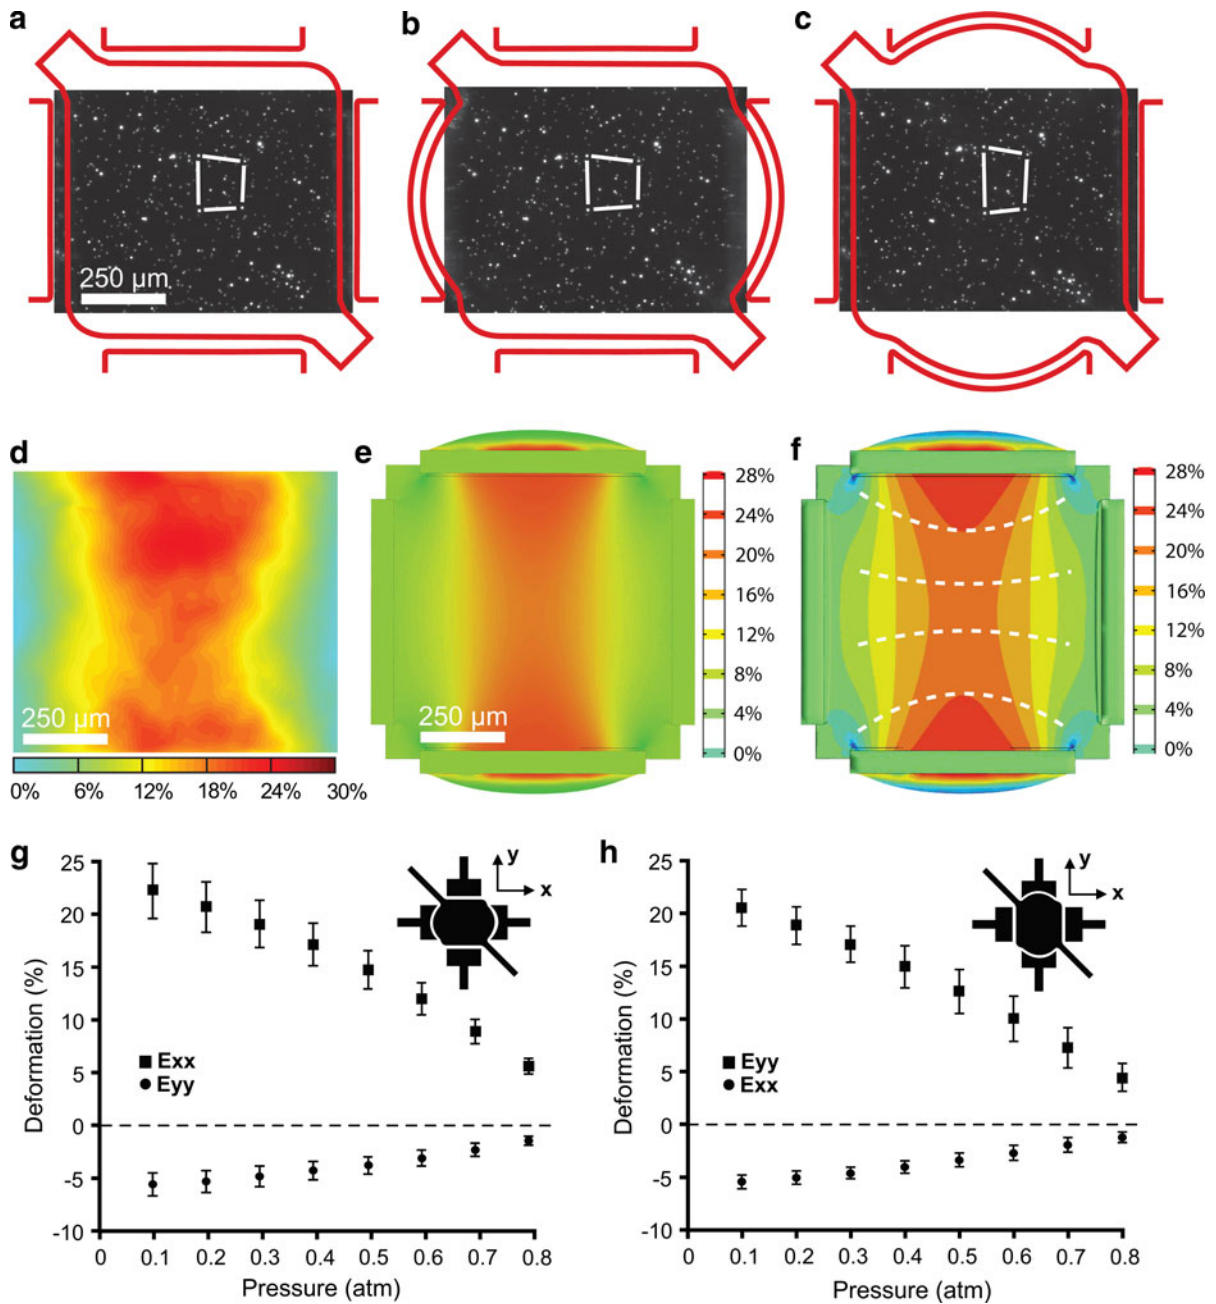 a
b
c
250 µm
d
e
f
250 µm
0% 6% 12% 18% 24% 30%
250 µm
28%
24%
20%
16%
12%
8%
4%
0%
28%
24%
20%
16%
12%
8%
4%
0%
g
25
20
15
10
5
0
-5
-10
Deformation (%)
Exx
Eyy
y
x
0 0.1 0.2 0.3 0.4 0.5 0.6 0.7 0.8
Pressure (atm)
h
25
20
15
10
5
0
-5
-10
Deformation (%)
Eyy
Exx
y
x
0 0.1 0.2 0.3 0.4 0.5 0.6 0.7 0.8
Pressure (atm)